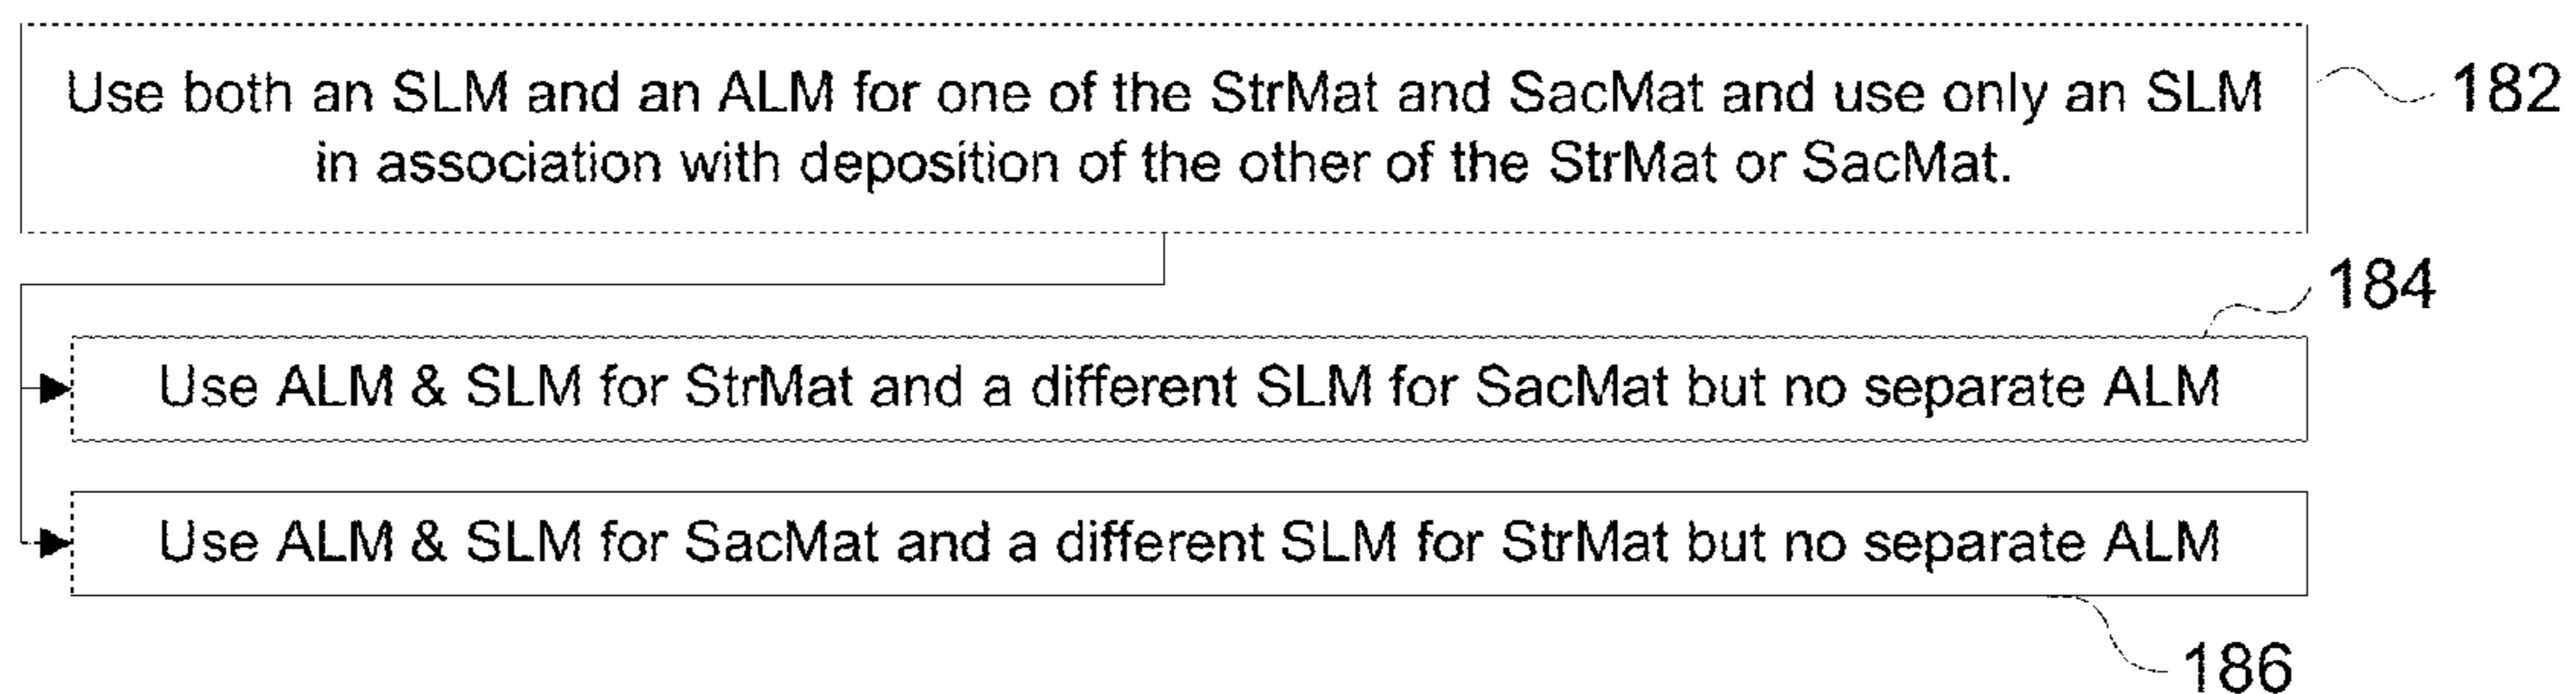 Use both an SLM and an ALM for one of the StrMat and SacMat and use only an SLM
in association with deposition of the other of the StrMat or SacMat.
182
184
Use ALM & SLM for StrMat and a different SLM for SacMat but no separate ALM
Use ALM & SLM for SacMat and a different SLM for StrMat but no separate ALM
186